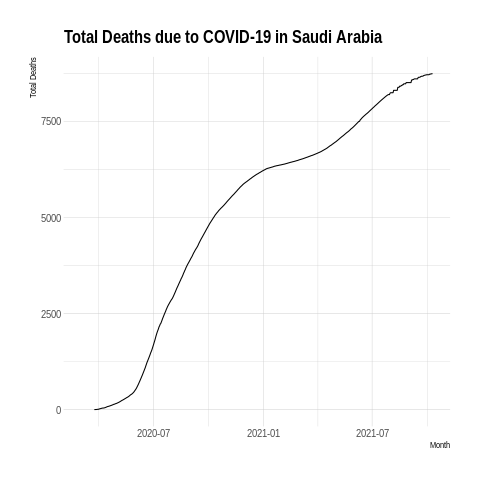 Total Deaths due to COVID-19 in Saudi Arabia
Total Deaths
7500
5000
2500
0
2020-07
2021-01
2021-07
Month